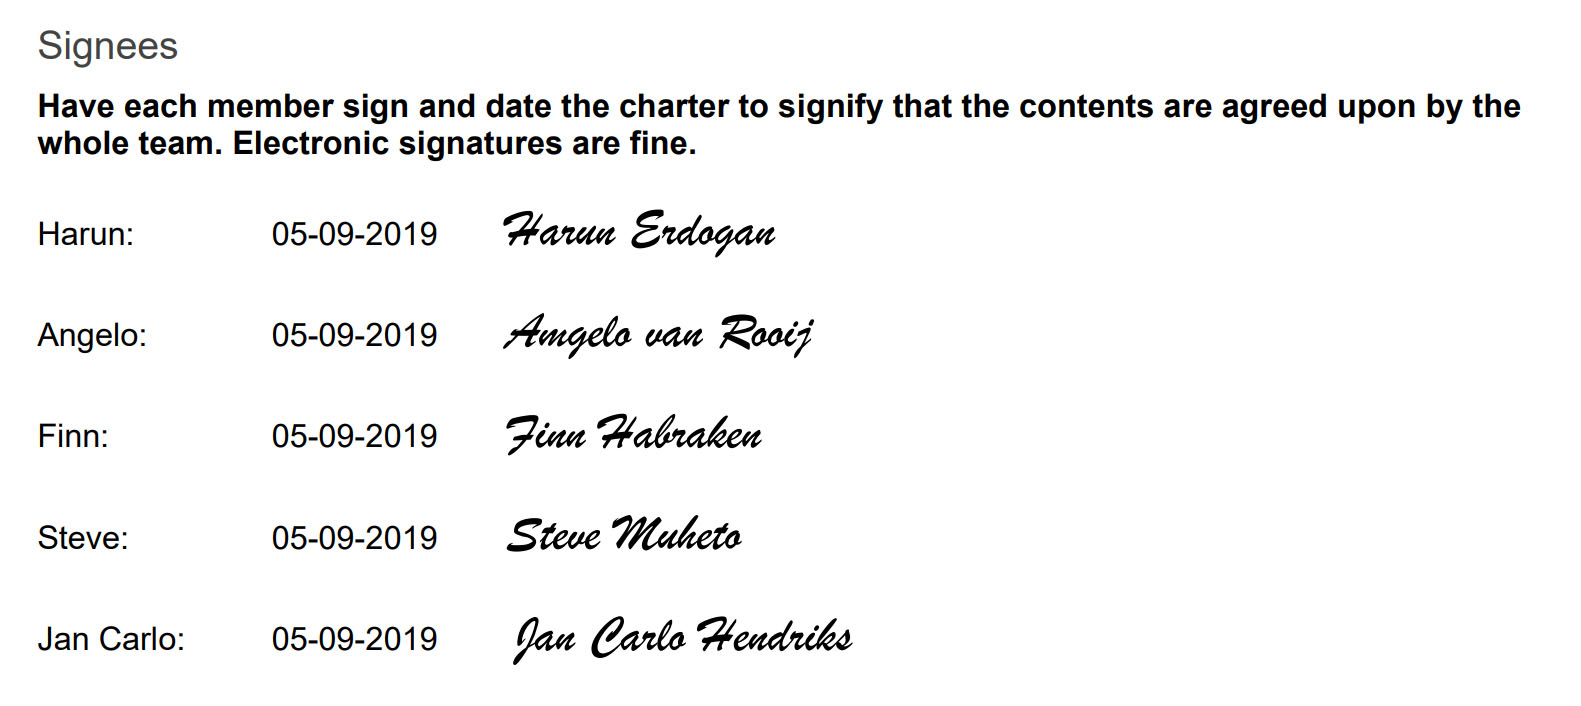 Signees
Have each member sign and date the charter to signify that the contents are agreed upon by the
whole team. Electronic signatures are fine.
Harun: 05-09-2019 Harun Erdogan
Angelo: 05-09-2019 Amgelo van Rooij
Finn: 05-09-2019 Finn Habraken
Steve: 05-09-2019 Steve Muheto
Jan Carlo: 05-09-2019 Jan Carlo Hendriks